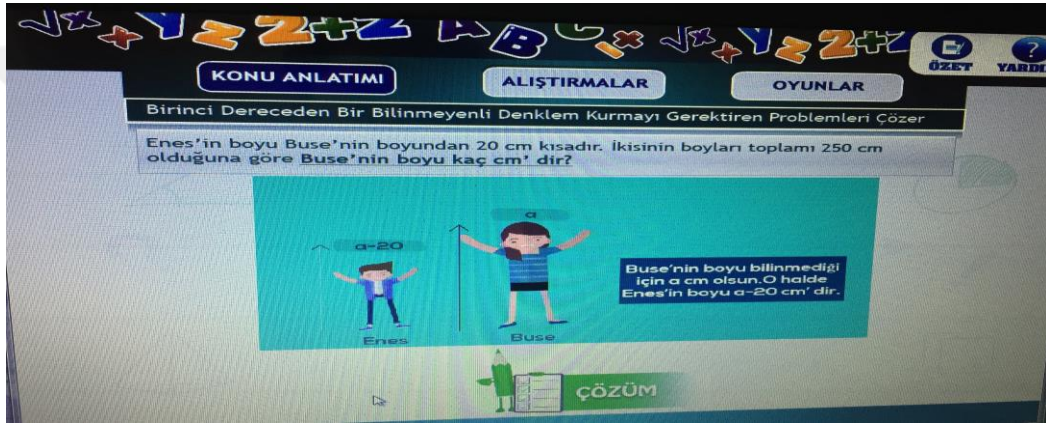 √x x Y Z 2+Z A B C -x √x + Y Z 2+Z
ÖZET
KONU ANLATIMI
ALIŞTIRMALAR
OYUNLAR
Birinci Dereceden Bir Bilinmeyenli Denklem Kurmayı Gerektiren Problemleri Çözer
Enes'in boyu Buse'nin boyundan 20 cm kısadır. İkisinin boyları toplamı 250 cm
olduğuna göre Buse'nin boyu kaç cm' dir?
a
a-20
Buse'nin boyu bilinmediği
için a cm olsun.O halde
Enes'in boyu a-20 cm' dir.
Enes
Buse
ÇÖZÜM